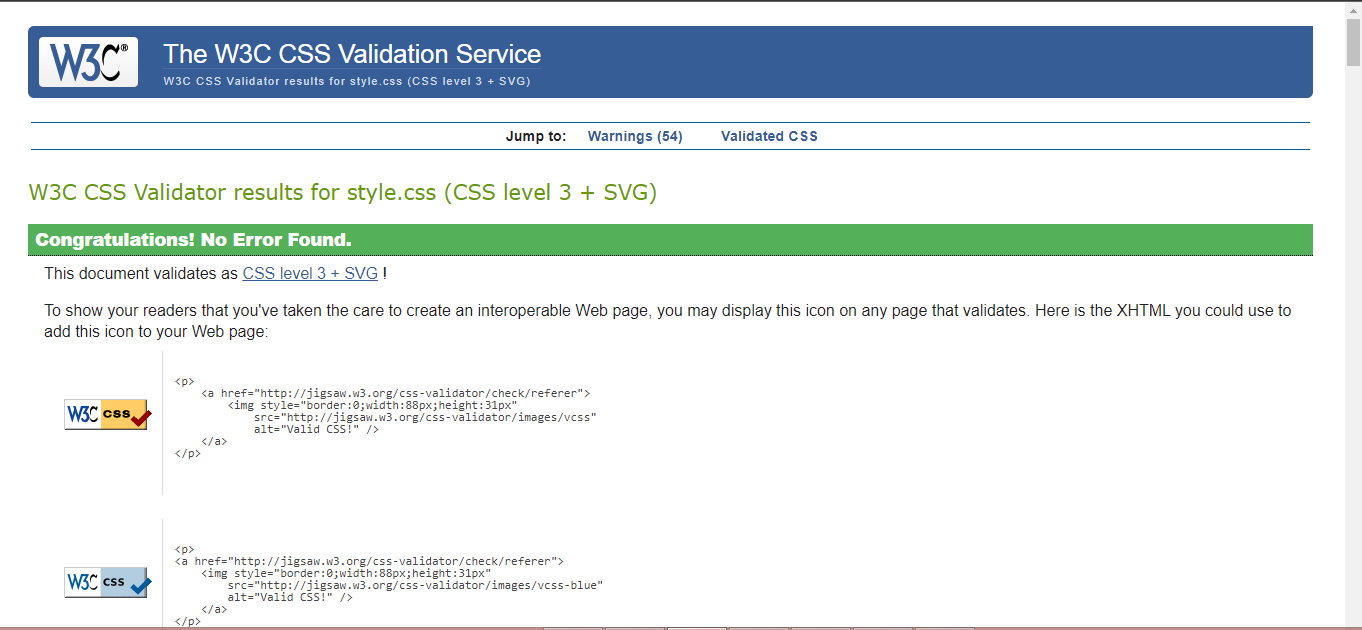 W3C®
The W3C CSS Validation Service
W3C CSS Validator results for style.css (CSS level 3 + SVG)
Jump to: Warnings (54) Validated CSS
W3C CSS Validator results for style.css (CSS level 3 + SVG)
Congratulations! No Error Found.
This document validates as CSS level 3 + SVG !
To show your readers that you've taken the care to create an interoperable Web page, you may display this icon on any page that validates. Here is the XHTML you could use to
add this icon to your Web page:
W3C css
<p>
    <a href="http://jigsaw.w3.org/css-validator/check/referer">
        <img style="border:0;width:88px;height:31px"
            src="http://jigsaw.w3.org/css-validator/images/vcss"
            alt="Valid CSS!" />
    </a>
</p>
W3C css
<p>
<a href="http://jigsaw.w3.org/css-validator/check/referer">
    <img style="border:0;width:88px;height:31px"
        src="http://jigsaw.w3.org/css-validator/images/vcss-blue"
        alt="Valid CSS!" />
    </a>
</p>